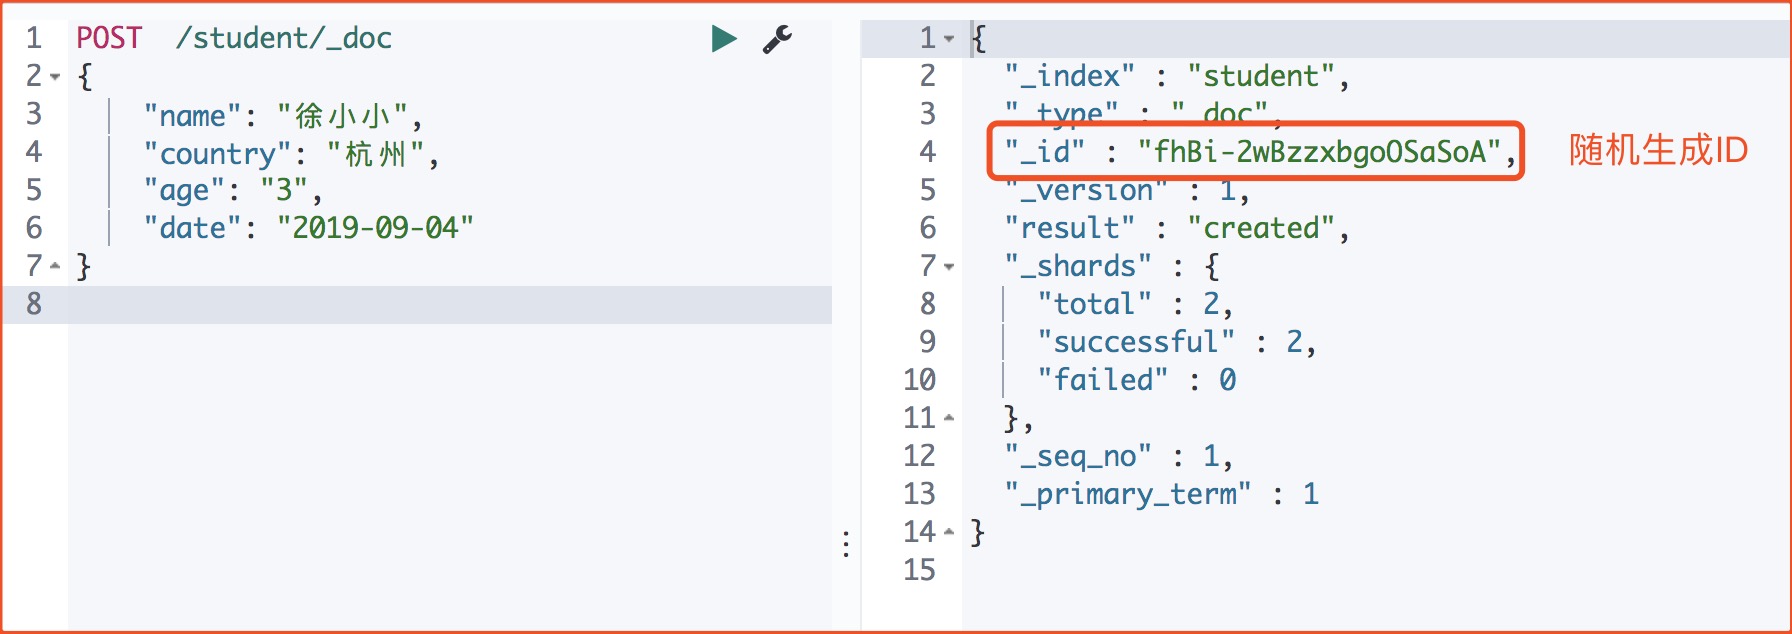 1 POST /student/_doc
2 {
3 "name": "徐小小",
4 "country": "杭州",
5 "age": "3",
6 "date": "2019-09-04"
7 }
8
1 {
2 "_index" : "student",
3 "_type" : "_doc",
4 "_id" : "fhBi-2wBzzxbgoOSaSoA",
随机生成ID
5 "_version" : 1,
6 "result" : "created",
7 "_shards" : {
8 "total" : 2,
9 "successful" : 2,
10 "failed" : 0
11 },
12 "_seq_no" : 1,
13 "_primary_term" : 1
14 }
15